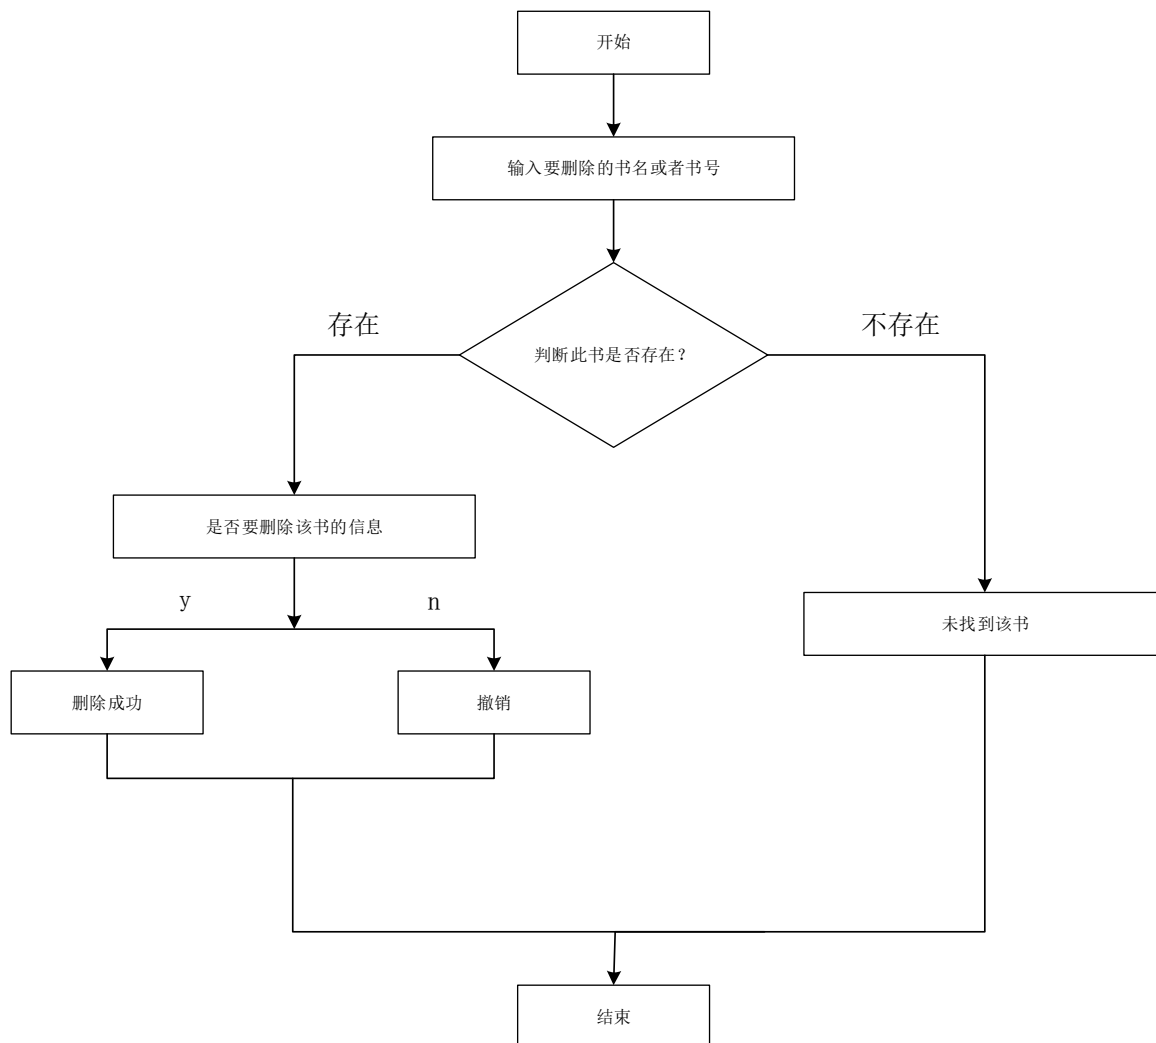 开始
输入要删除的书名或者书号
存在
不存在
判断此书是否存在？
是否要删除该书的信息
y
n
未找到该书
删除成功
撤销
结束